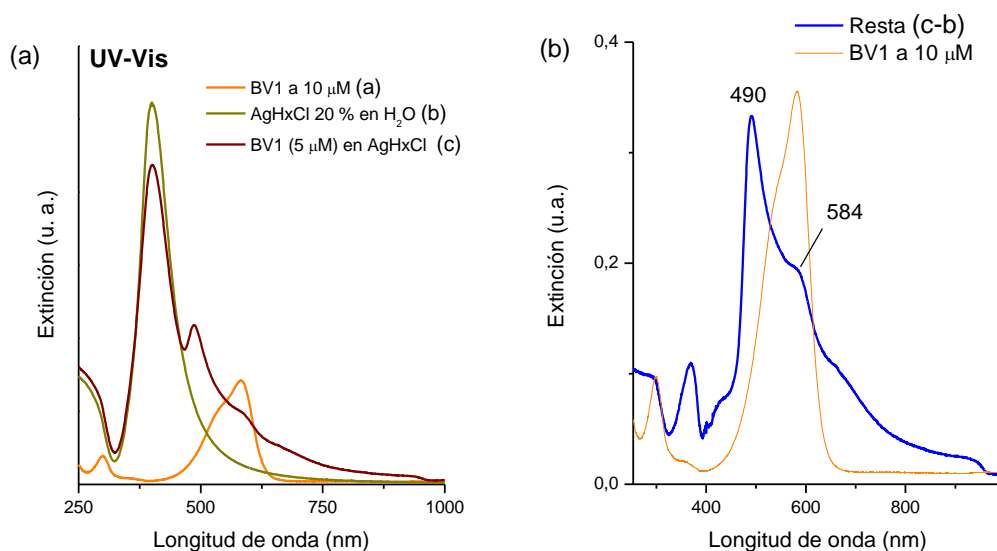 (a)
UV-Vis
BV1 a 10 μM (a)
AgHxCl 20 % en H₂O (b)
BV1 (5 μM) en AgHxCl (c)
Extinción (u. a.)
250 500 750 1000
Longitud de onda (nm)
(b)
Resta (c-b)
BV1 a 10 μM
0,4
490
584
0,2
0,0
Extinción (u.a.)
400 600 800
Longitud de onda (nm)